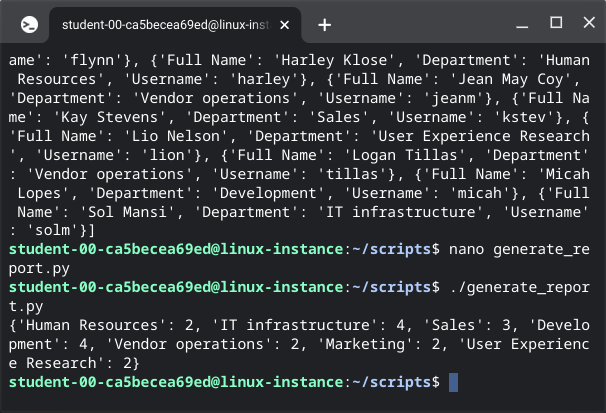 student-00-ca5becea69ed@linux-inst
ame': 'flynn'}, {'Full Name': 'Harley Klose', 'Department': 'Human
 Resources', 'Username': 'harley'}, {'Full Name': 'Jean May Coy',
'Department': 'Vendor operations', 'Username': 'jeanm'}, {'Full Na
me': 'Kay Stevens', 'Department': 'Sales', 'Username': 'kstev'}, {
'Full Name': 'Lio Nelson', 'Department': 'User Experience Research
', 'Username': 'lion'}, {'Full Name': 'Logan Tillas', 'Department'
: 'Vendor operations', 'Username': 'tillas'}, {'Full Name': 'Micah
 Lopes', 'Department': 'Development', 'Username': 'micah'}, {'Full
 Name': 'Sol Mansi', 'Department': 'IT infrastructure', 'Username'
: 'solm'}]
student-00-ca5becea69ed@linux-instance:~/scripts$ nano generate_re
port.py
student-00-ca5becea69ed@linux-instance:~/scripts$ ./generate_repor
t.py
{'Human Resources': 2, 'IT infrastructure': 4, 'Sales': 3, 'Develo
pment': 4, 'Vendor operations': 2, 'Marketing': 2, 'User Experienc
e Research': 2}
student-00-ca5becea69ed@linux-instance:~/scripts$